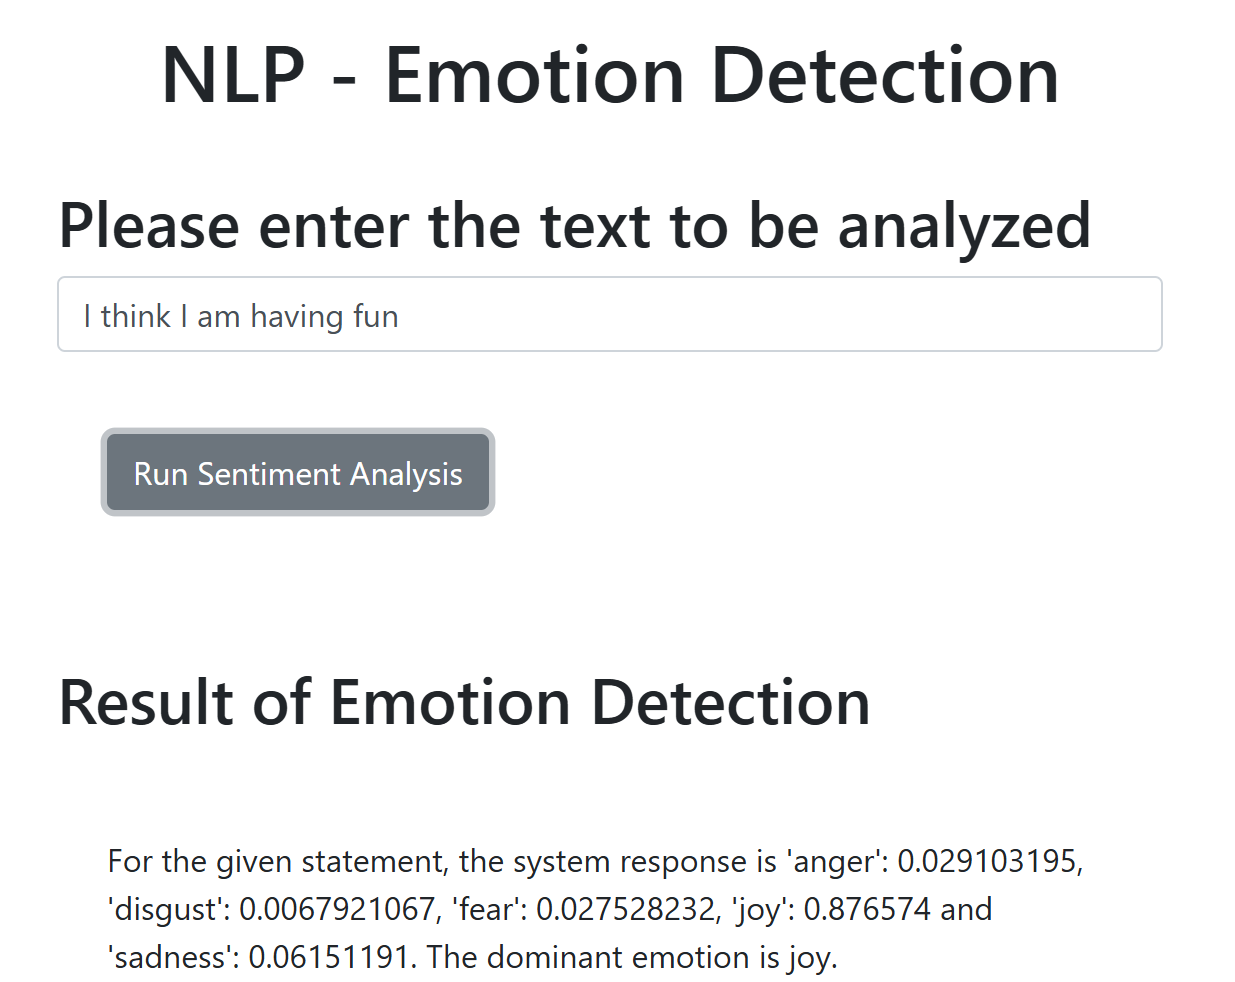 NLP - Emotion Detection
Please enter the text to be analyzed
I think I am having fun
Run Sentiment Analysis
Result of Emotion Detection
For the given statement, the system response is 'anger': 0.029103195,
'disgust': 0.0067921067, 'fear': 0.027528232, 'joy': 0.876574 and
'sadness': 0.06151191. The dominant emotion is joy.